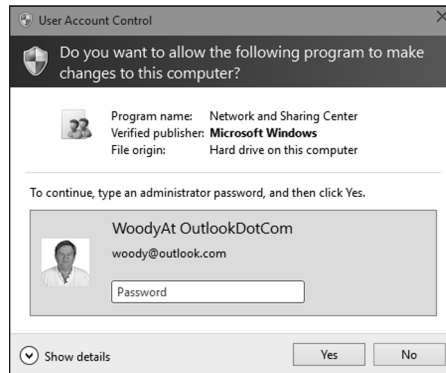 User Account Control
Do you want to allow the following program to make
changes to this computer?
Program name: Network and Sharing Center
Verified publisher: Microsoft Windows
File origin: Hard drive on this computer
To continue, type an administrator password, and then click Yes.
WoodyAt OutlookDotCom
woody@outlook.com
Password
Show details
Yes
No